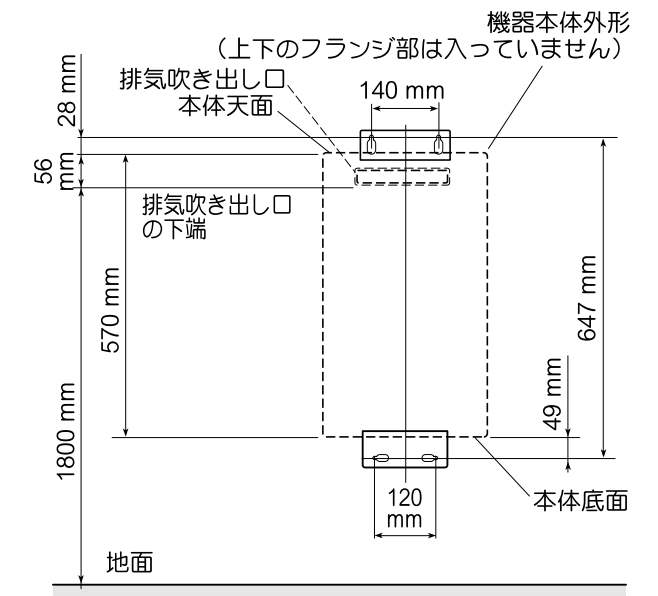 機器本体外形
（上下のフランジ部は入っていません）
排気吹き出し口
本体天面
140 mm
28 mm
56
mm
排気吹き出し口
の下端
570 mm
647 mm
49 mm
1800 mm
120
mm
本体底面
地面